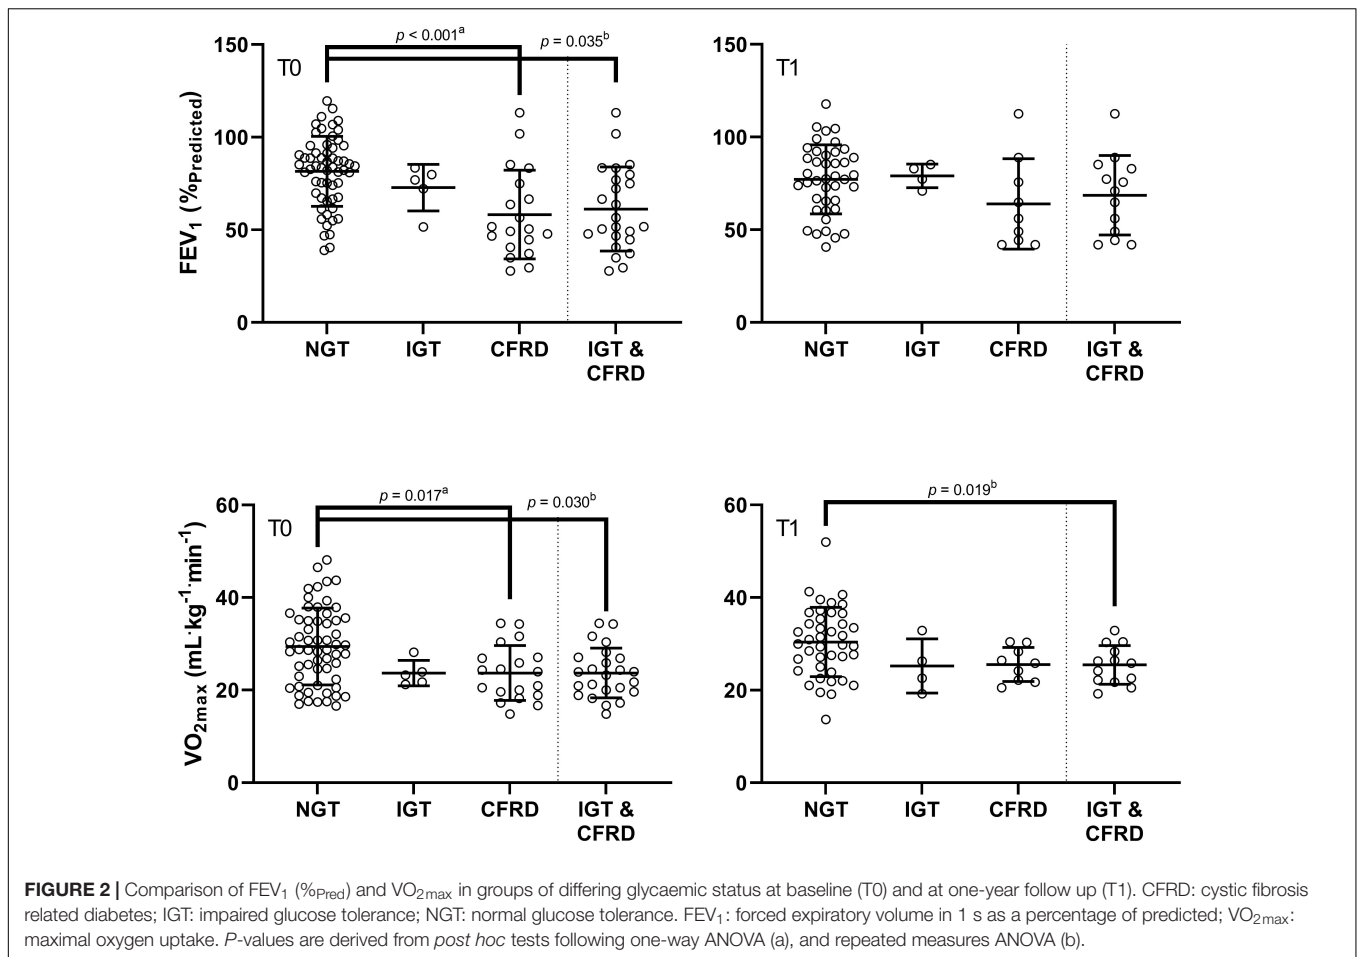 p < 0.001ᵃ
p = 0.035ᵇ
T0
150
100
50
0
FEV₁ (%Predicted)
NGT IGT CFRD IGT &
CFRD
T1
150
100
50
0
NGT IGT CFRD IGT &
CFRD
p = 0.017ᵃ
p = 0.030ᵇ
T0
60
40
20
0
VO₂max (mL·kg⁻¹·min⁻¹)
NGT IGT CFRD IGT &
CFRD
p = 0.019ᵇ
T1
60
40
20
0
NGT IGT CFRD IGT &
CFRD
FIGURE 2 | Comparison of FEV₁ (%Pred) and VO₂max in groups of differing glycaemic status at baseline (T0) and at one-year follow up (T1). CFRD: cystic fibrosis
related diabetes; IGT: impaired glucose tolerance; NGT: normal glucose tolerance. FEV₁: forced expiratory volume in 1 s as a percentage of predicted; VO₂max:
maximal oxygen uptake. P-values are derived from post hoc tests following one-way ANOVA (a), and repeated measures ANOVA (b).